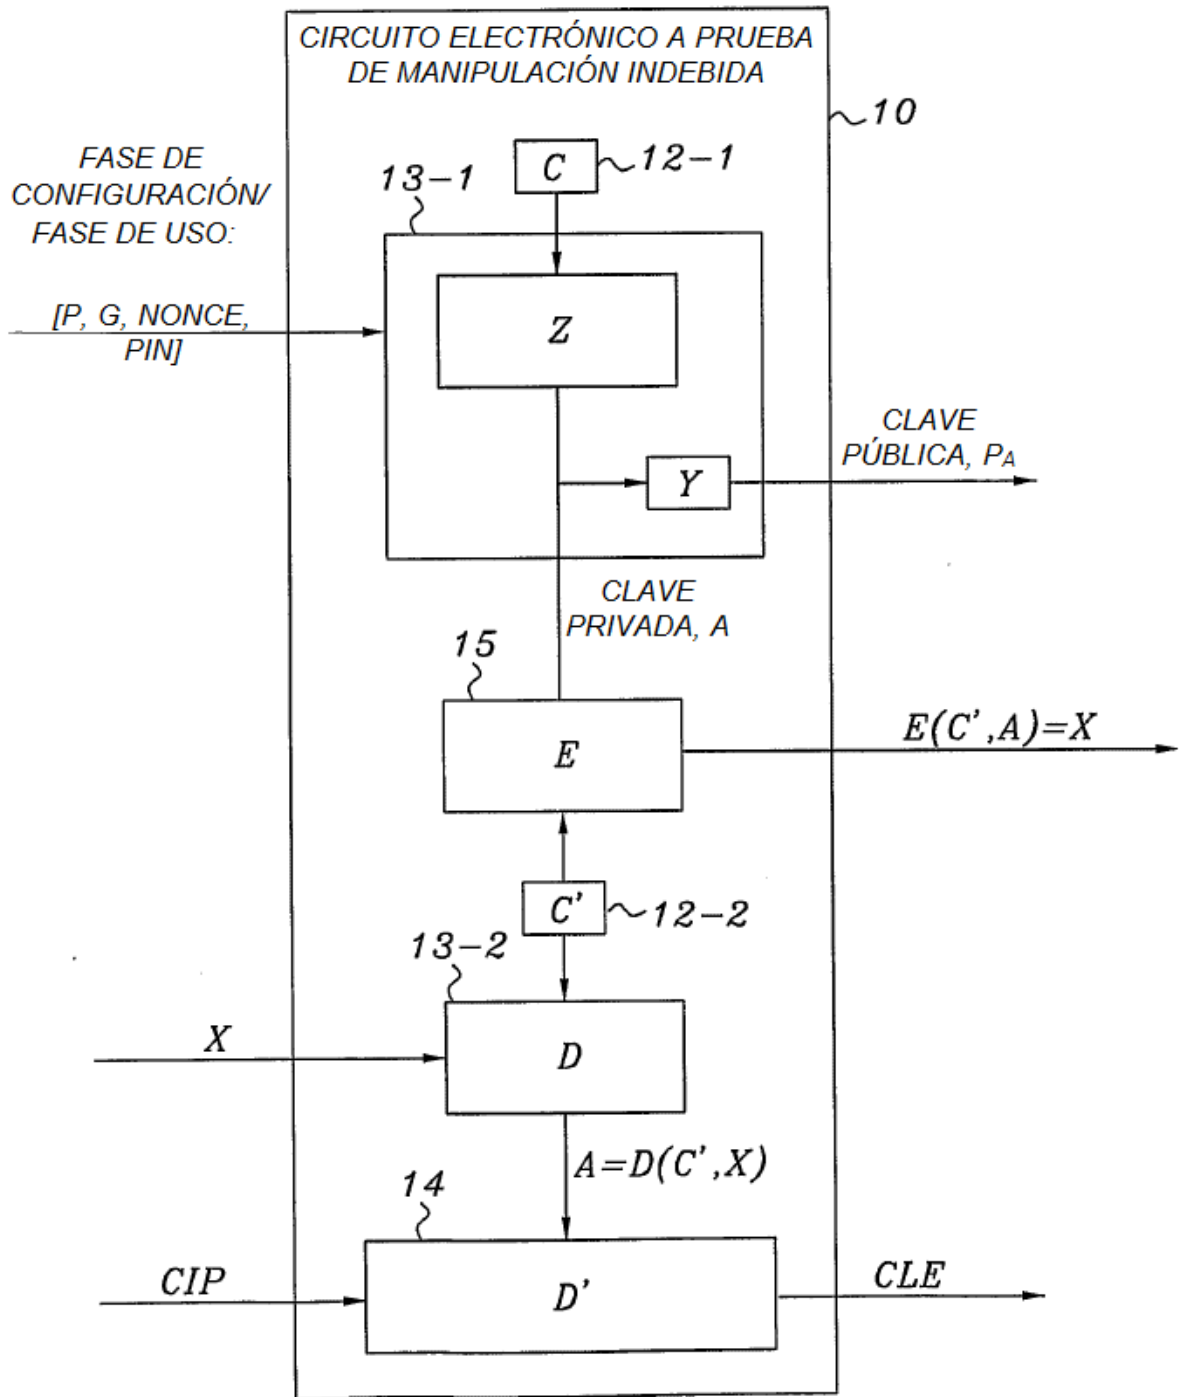 CIRCUITO ELECTRÓNICO A PRUEBA
DE MANIPULACIÓN INDEBIDA
10
FASE DE
CONFIGURACIÓN/
FASE DE USO:
C
12-1
13-1
[P, G, NONCE,
PIN]
Z
CLAVE
PÚBLICA, PA
Y
CLAVE
PRIVADA, A
15
E
E(C',A)=X
C'
12-2
13-2
X
D
A=D(C',X)
14
CIP
D'
CLE